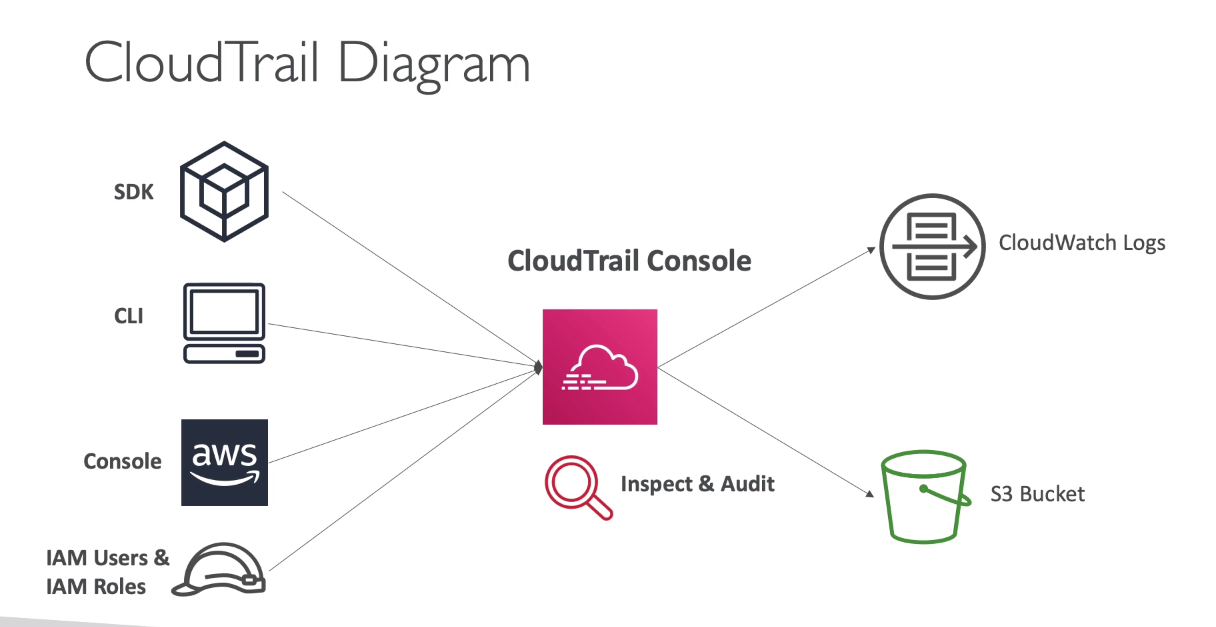 CloudTrail Diagram
SDK
CLI
Console
aws
IAM Users &
IAM Roles
CloudTrail Console
Inspect & Audit
CloudWatch Logs
S3 Bucket